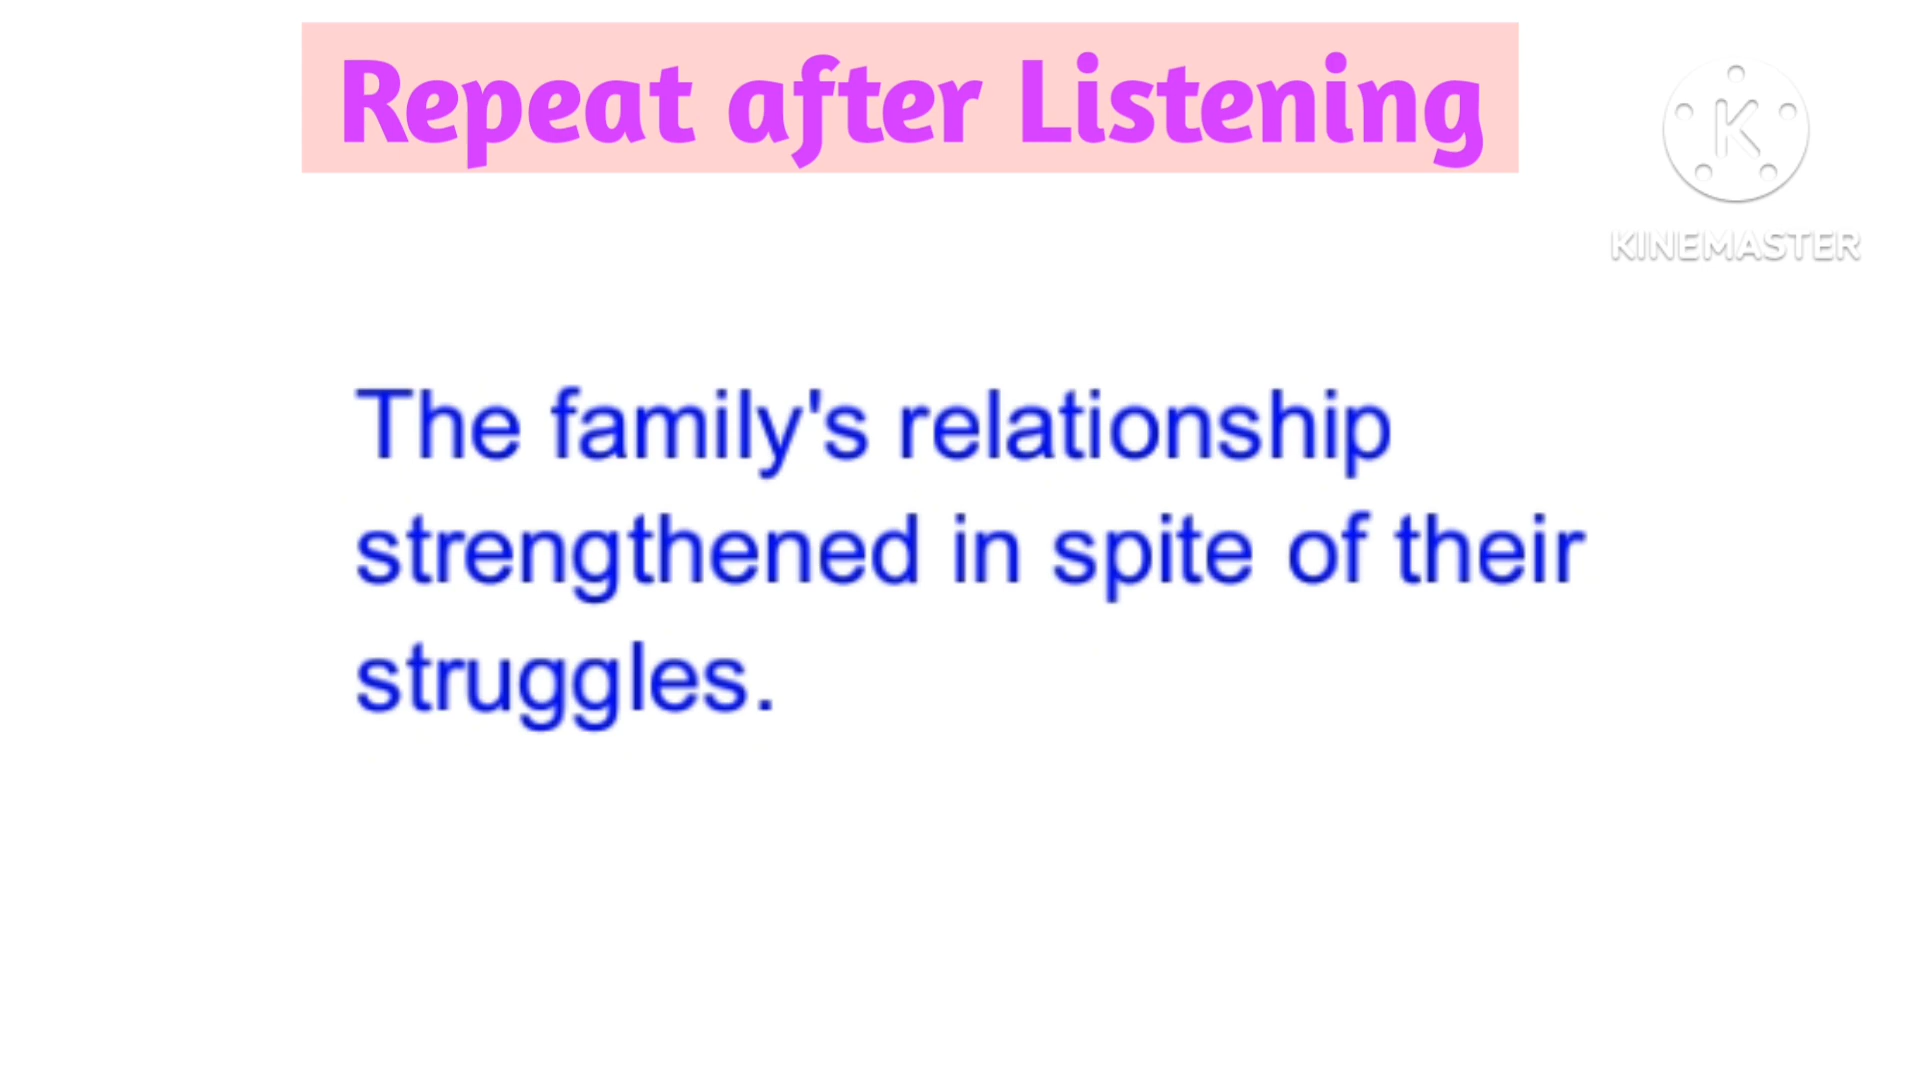 Repeat after Listening
K
KINEMASTER
The family's relationship
strengthened in spite of their
struggles.